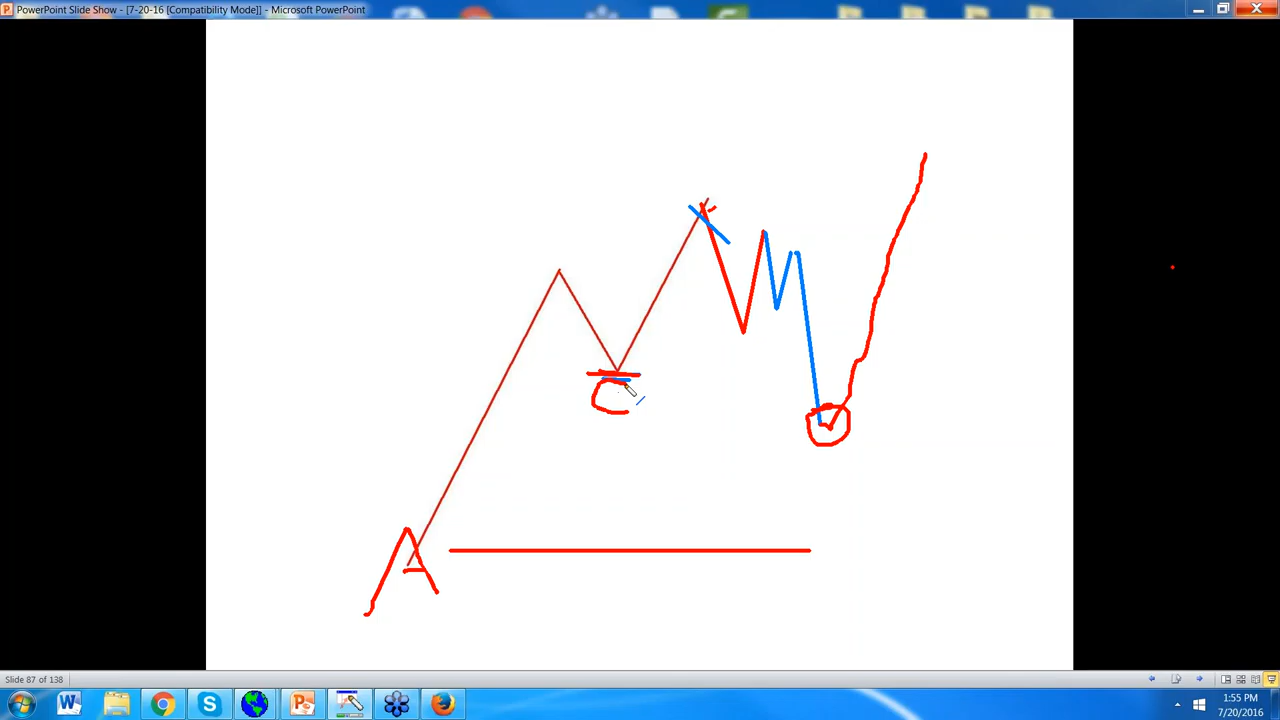 PowerPoint Slide Show - [7-20-16 [Compatibility Mode]] - Microsoft PowerPoint
C
A
Slide 87 of 138
1:55 PM
7/20/2016